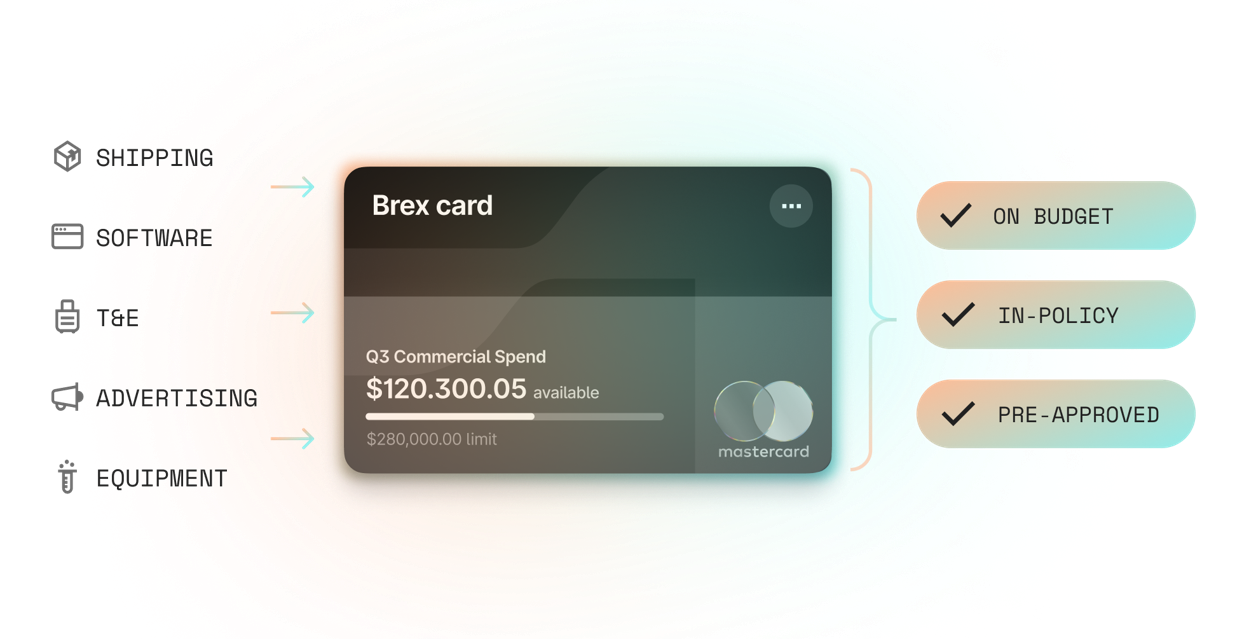 SHIPPING
SOFTWARE
T&E
ADVERTISING
EQUIPMENT
Brex card
Q3 Commercial Spend
$120.300.05 available
$280,000.00 limit
mastercard
ON BUDGET
IN-POLICY
PRE-APPROVED